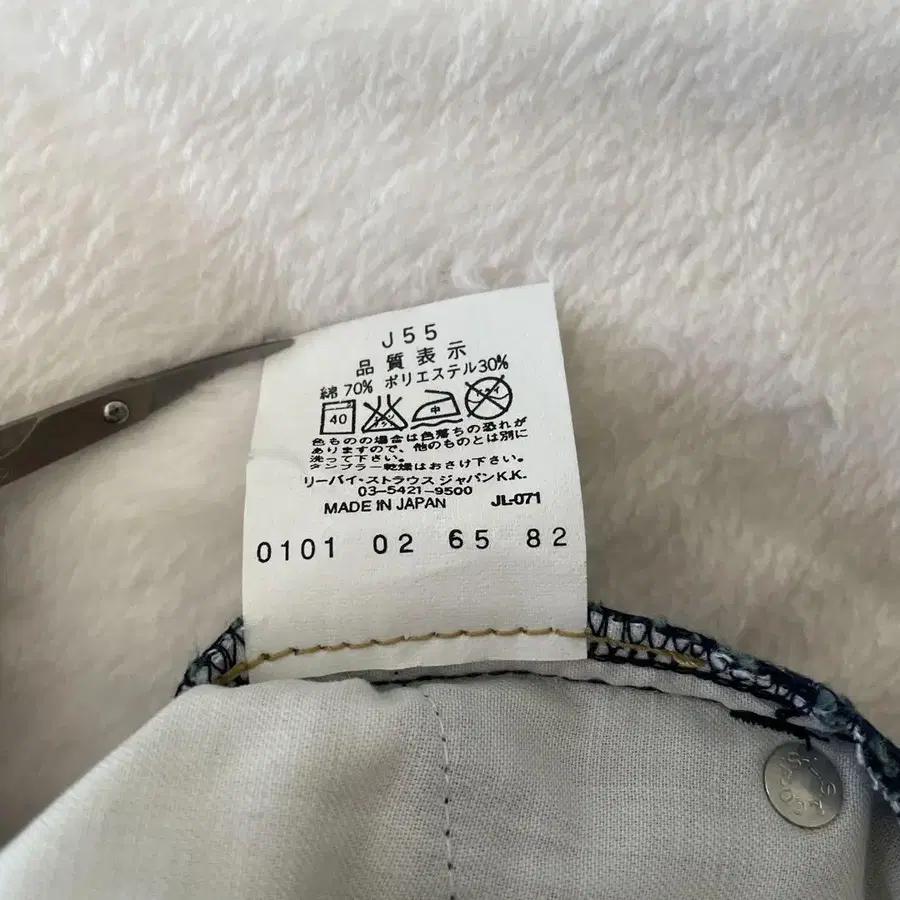 J55
品質表示
綿 70% ポリエステル30%
40 中 ドライ
色ものの場合は色落ちの恐れが
ありますので、他のものとは別に
洗って下さい。
タンブラー乾燥はおさけ下さい。
リーバイ・ストラウス ジャパンK.K.
03-5421-9500
MADE IN JAPAN JL-071
0101 02 65 82